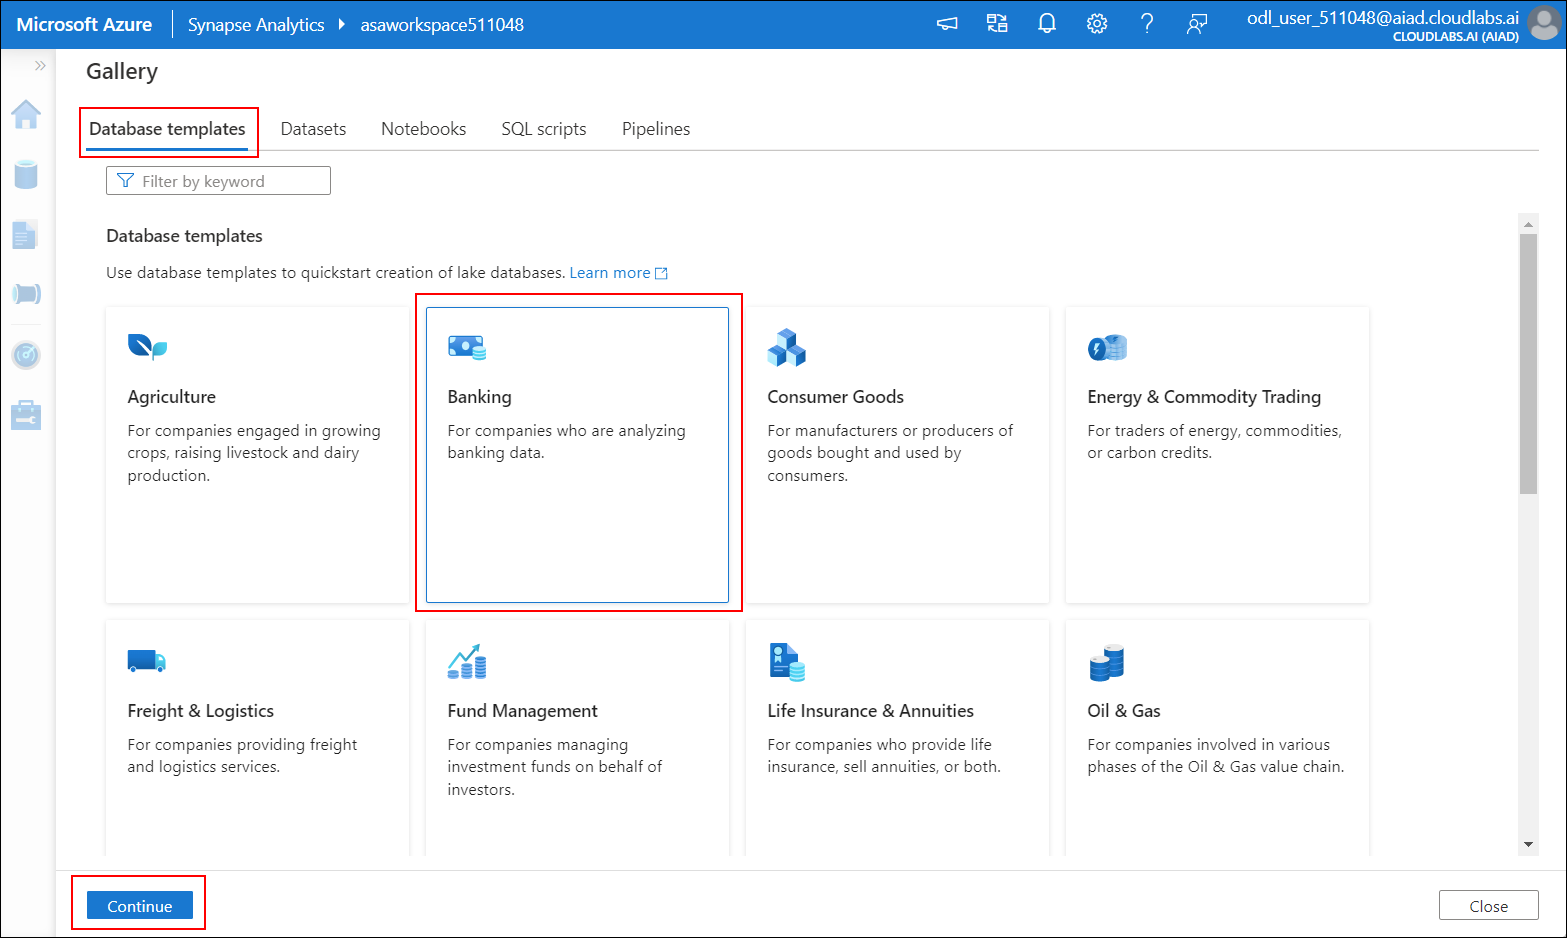 Microsoft Azure
Synapse Analytics
asaworkspace511048
odl_user_511048@aiad.cloudlabs.ai
CLOUDLABS.AI (AIAD)
Gallery
Database templates
Datasets
Notebooks
SQL scripts
Pipelines
Filter by keyword
Database templates
Use database templates to quickstart creation of lake databases. Learn more
Agriculture
For companies engaged in growing
crops, raising livestock and dairy
production.
Banking
For companies who are analyzing
banking data.
Consumer Goods
For manufacturers or producers of
goods bought and used by
consumers.
Energy & Commodity Trading
For traders of energy, commodities,
or carbon credits.
Freight & Logistics
For companies providing freight
and logistics services.
Fund Management
For companies managing
investment funds on behalf of
investors.
Life Insurance & Annuities
For companies who provide life
insurance, sell annuities, or both.
Oil & Gas
For companies involved in various
phases of the Oil & Gas value chain.
Continue
Close